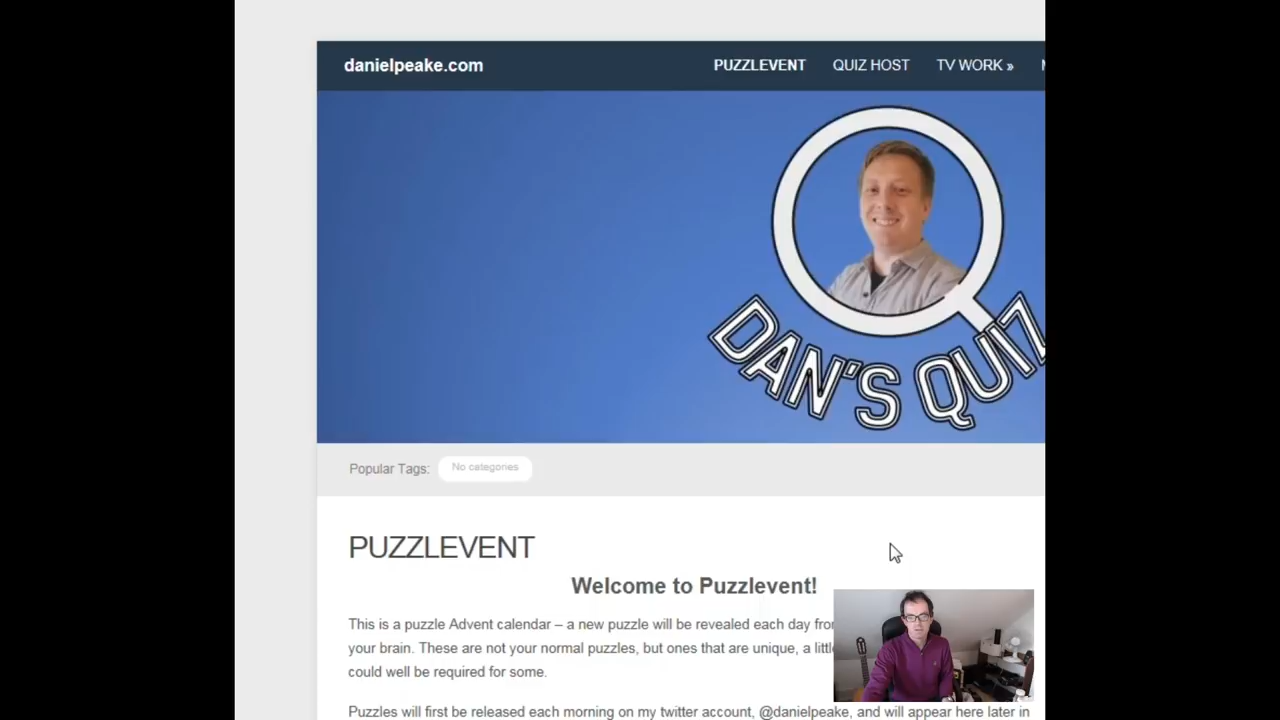 danielpeake.com
PUZZLEVENT QUIZ HOST TV WORK »
DAN'S QUIZ
Popular Tags: No categories
PUZZLEVENT
Welcome to Puzzlevent!
This is a puzzle Advent calendar – a new puzzle will be revealed each day
your brain. These are not your normal puzzles, but ones that are unique, a
could well be required for some.
Puzzles will first be released each morning on my twitter account, @danielpeake, and will appear here later in